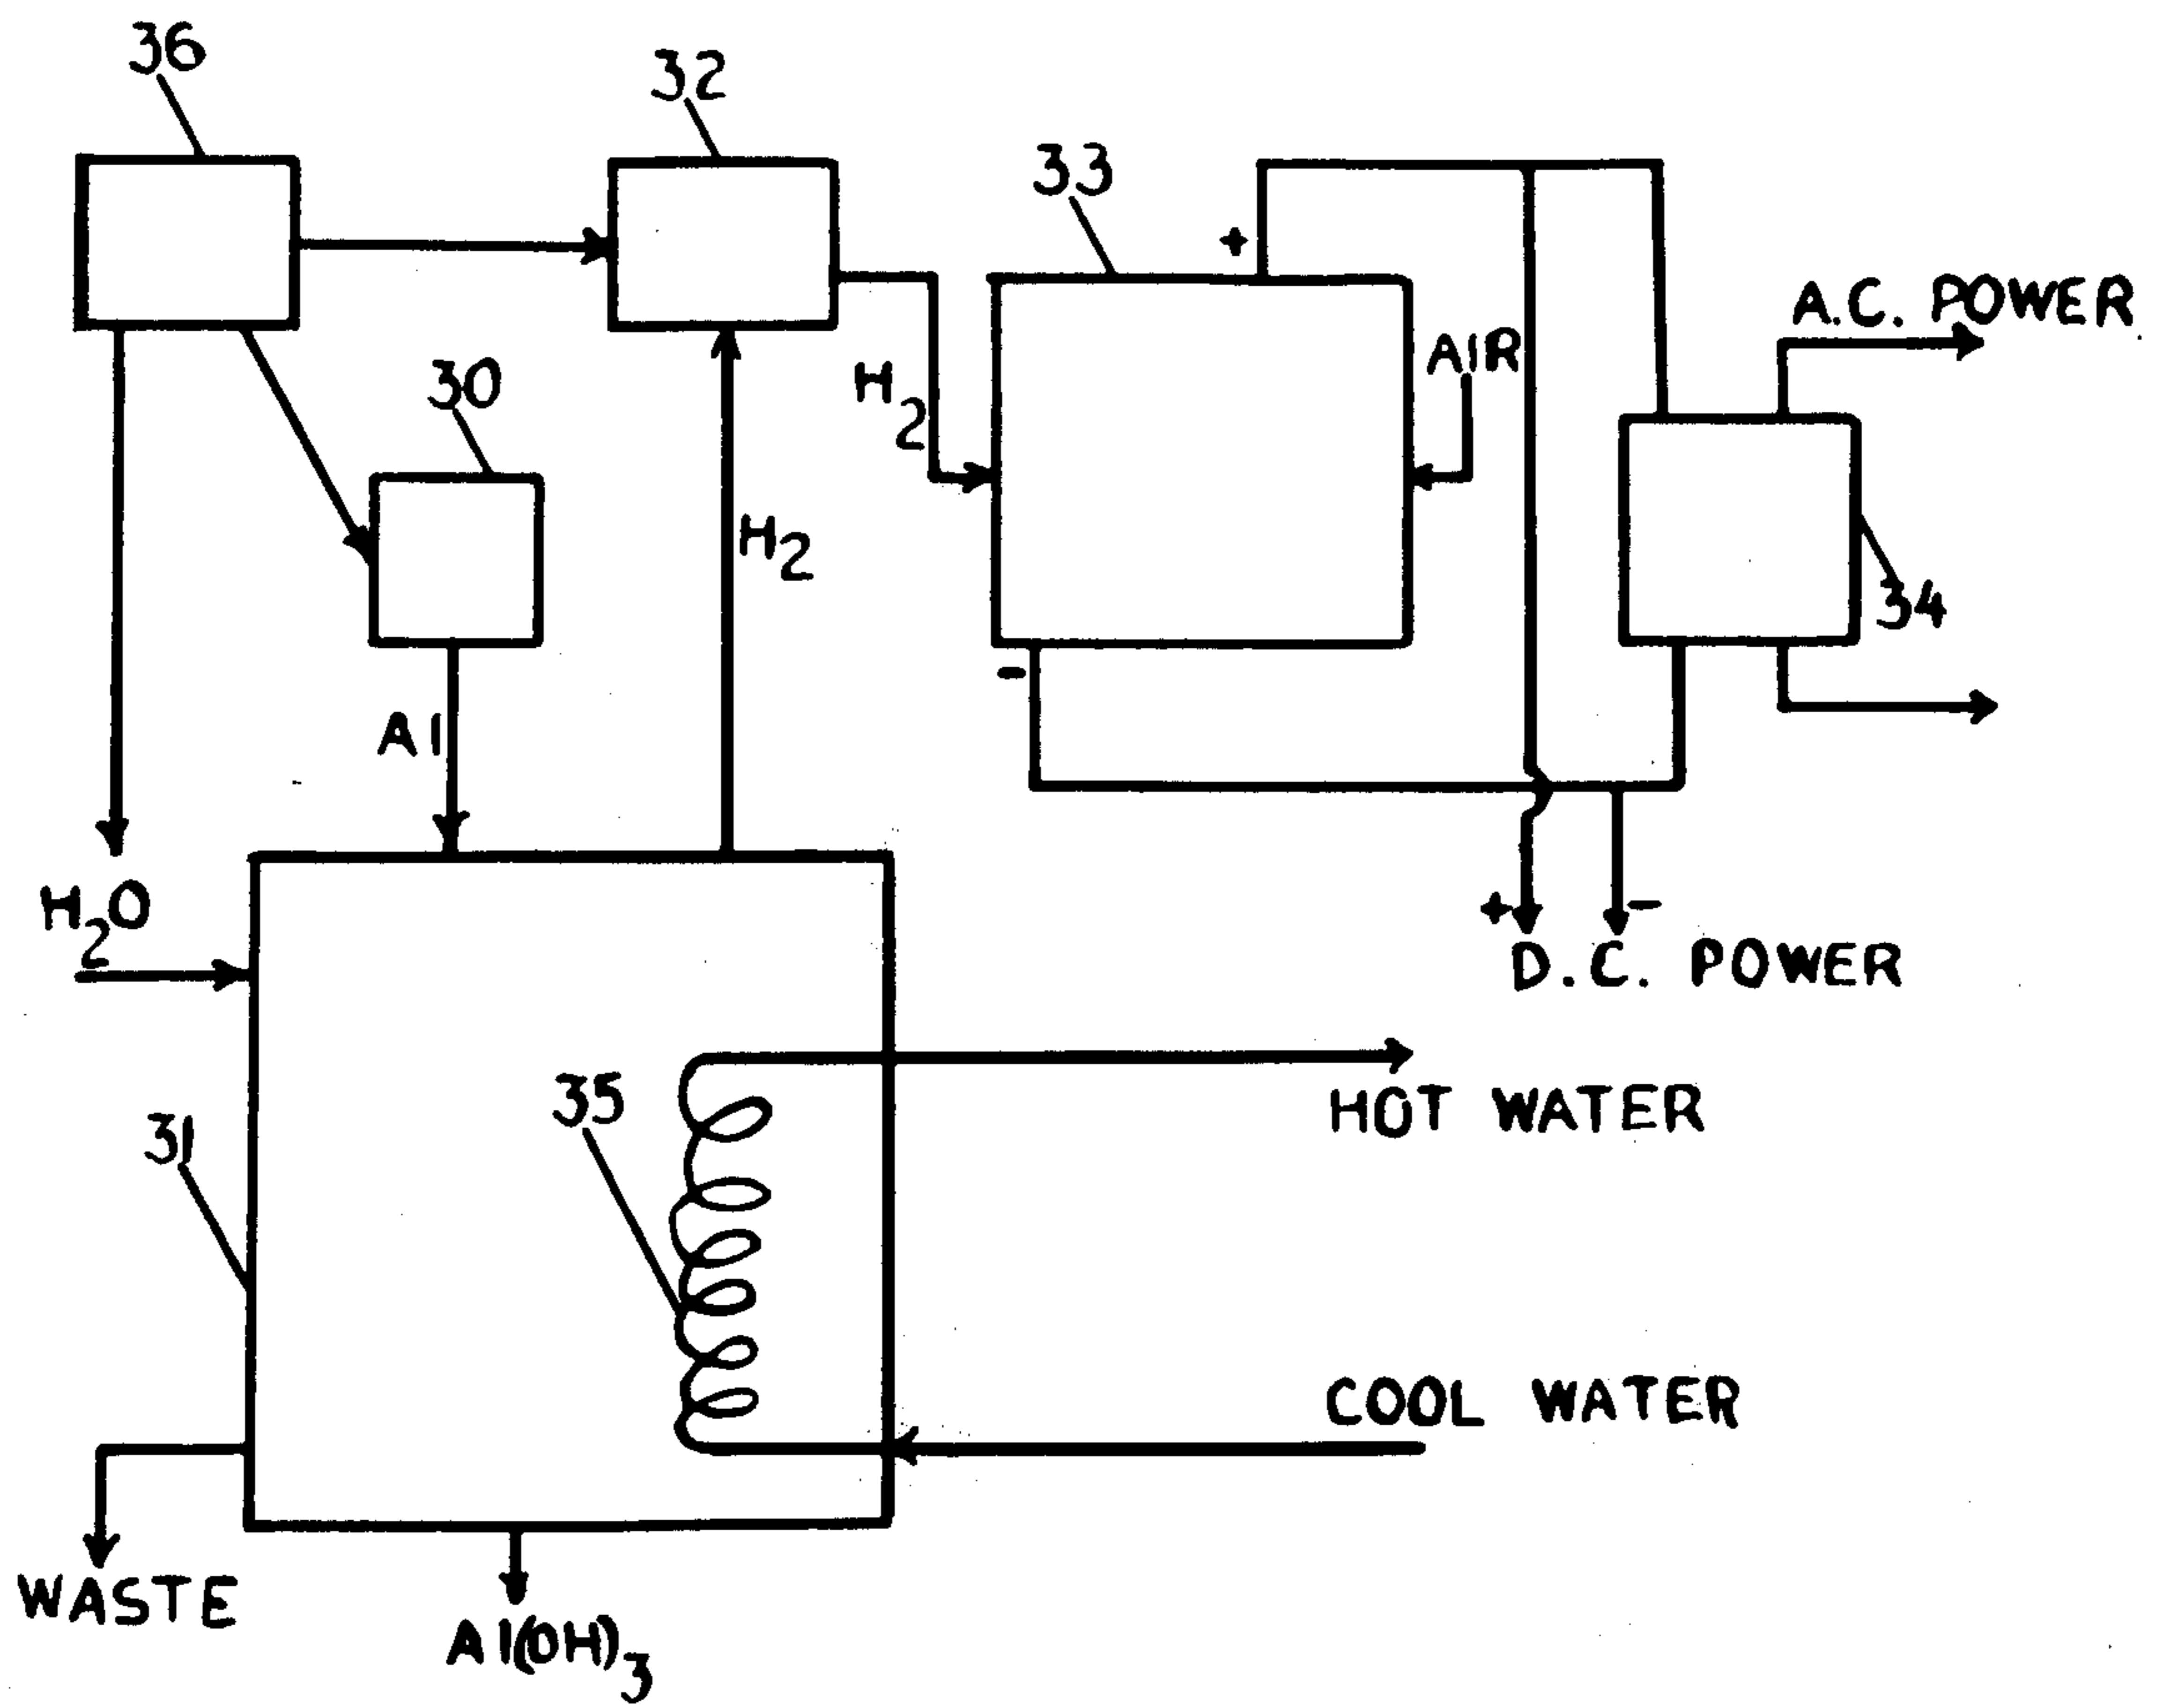 36
32
33
+
A.C. POWER
AIR
30
H2
H2
34
-
Al
H2O
+
-
D.C. POWER
35
HOT WATER
31
COOL WATER
WASTE
Al(OH)3